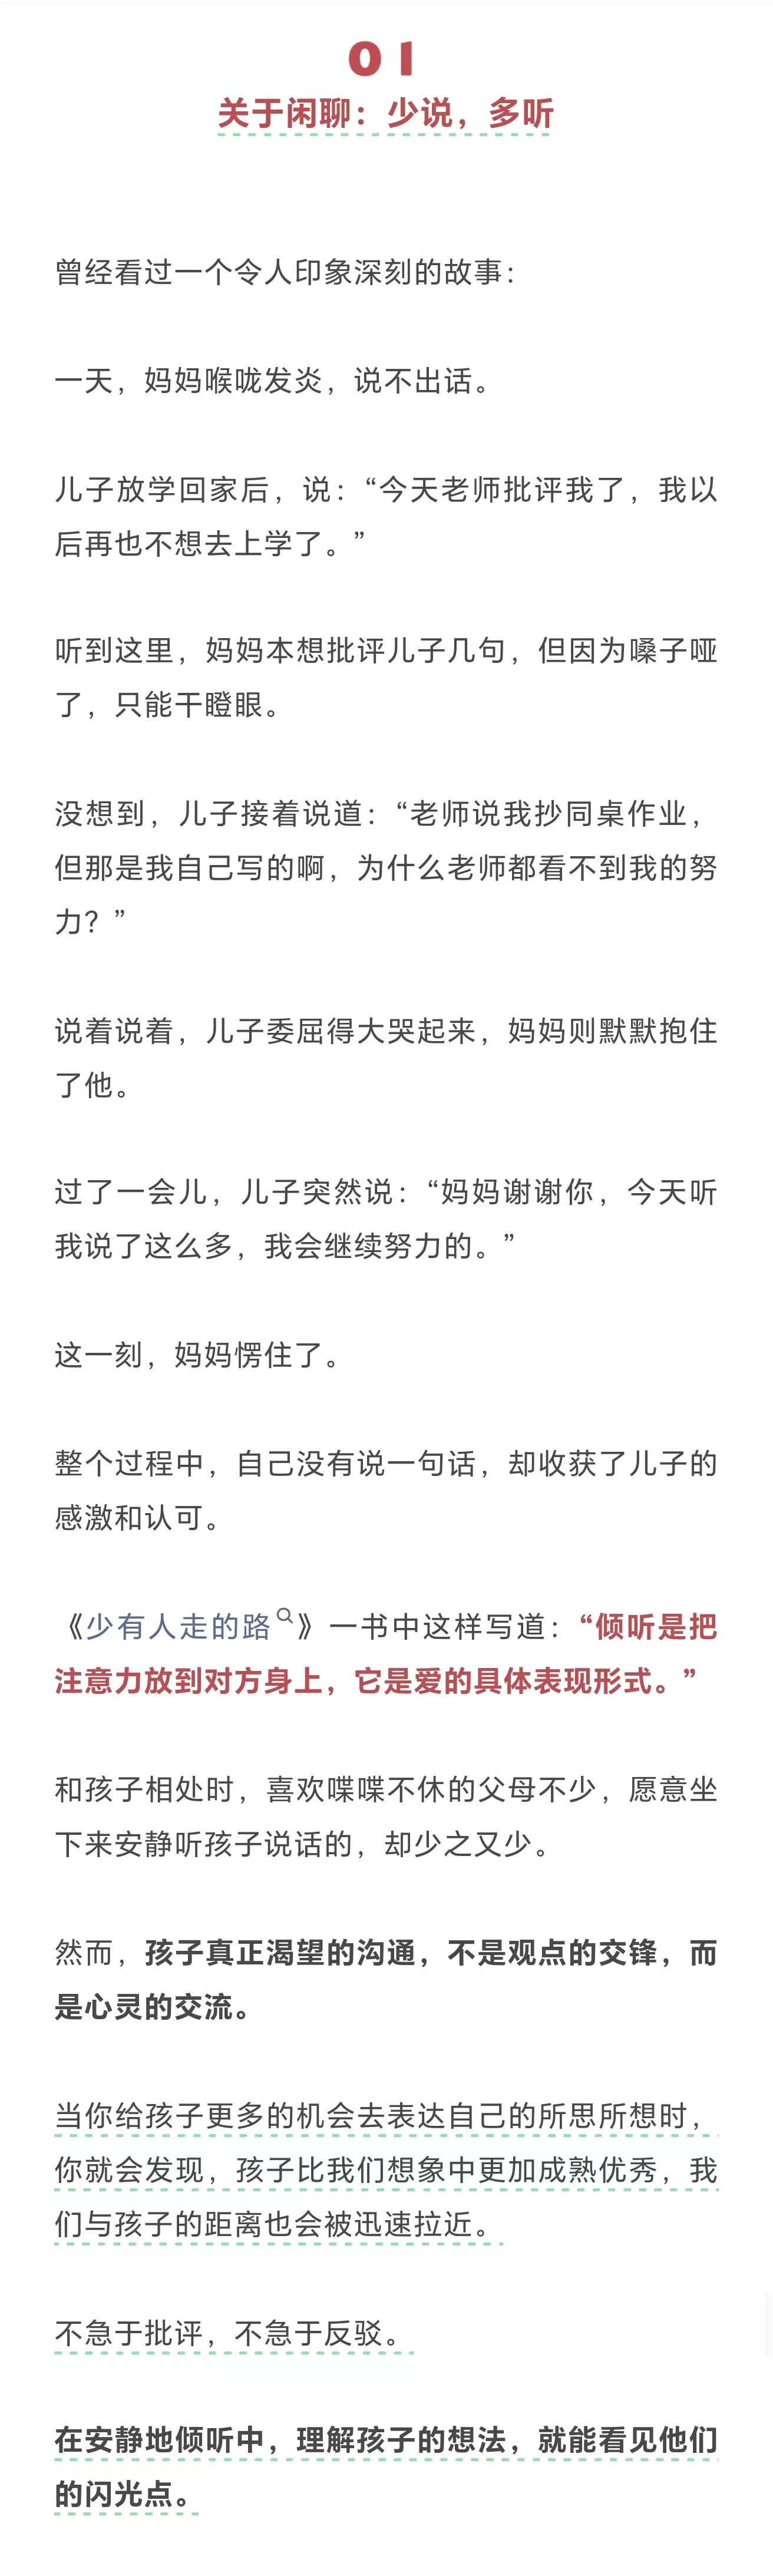 01
关于闲聊：少说，多听
曾经看过一个令人印象深刻的故事：
一天，妈妈喉咙发炎，说不出话。
儿子放学回家后，说：“今天老师批评我了，我以
后再也不想去上学了。”
听到这里，妈妈本想批评儿子几句，但因为嗓子哑
了，只能干瞪眼。
没想到，儿子接着说道：“老师说我抄同桌作业，
但那是我自己写的啊，为什么老师都看不到我的努
力？”
说着说着，儿子委屈得大哭起来，妈妈则默默抱住
了他。
过了一会儿，儿子突然说：“妈妈谢谢你，今天听
我说了这么多，我会继续努力的。”
这一刻，妈妈愣住了。
整个过程中，自己没有说一句话，却收获了儿子的
感激和认可。
《少有人走的路》一书中这样写道：“倾听是把
注意力放到对方身上，它是爱的具体表现形式。”
和孩子相处时，喜欢喋喋不休的父母不少，愿意坐
下来安静听孩子说话的，却少之又少。
然而，孩子真正渴望的沟通，不是观点的交锋，而
是心灵的交流。
当你给孩子更多的机会去表达自己的所思所想时，
你就会发现，孩子比我们想象中更加成熟优秀，我
们与孩子的距离也会被迅速拉近。
不急于批评，不急于反驳。
在安静地倾听中，理解孩子的想法，就能看见他们
的闪光点。